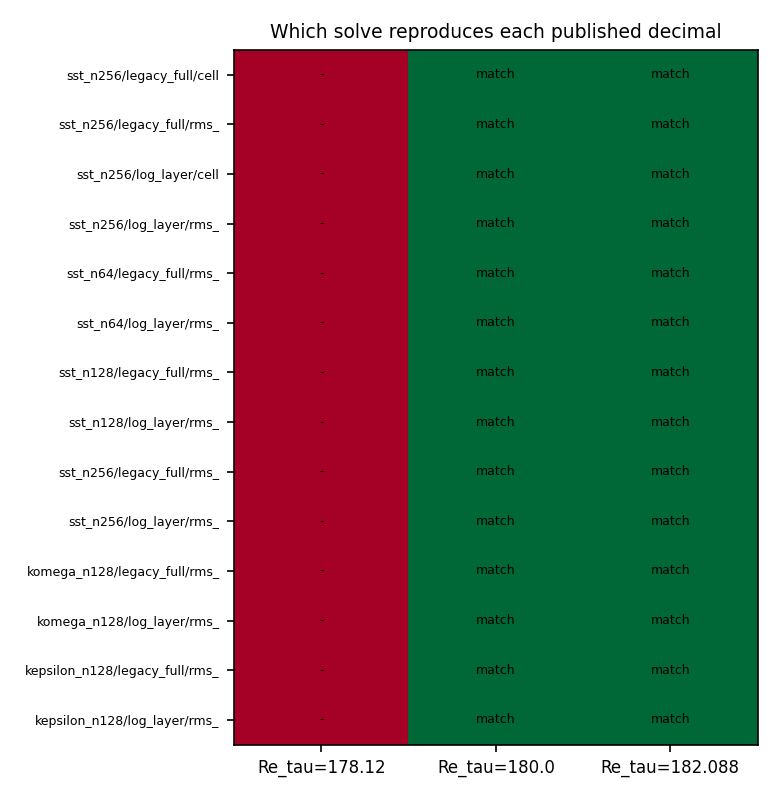 Which solve reproduces each published decimal
sst_n256/legacy_full/cell - match match
sst_n256/legacy_full/rms_ - match match
sst_n256/log_layer/cell - match match
sst_n256/log_layer/rms_ - match match
sst_n64/legacy_full/rms_ - match match
sst_n64/log_layer/rms_ - match match
sst_n128/legacy_full/rms_ - match match
sst_n128/log_layer/rms_ - match match
sst_n256/legacy_full/rms_ - match match
sst_n256/log_layer/rms_ - match match
komega_n128/legacy_full/rms_ - match match
komega_n128/log_layer/rms_ - match match
kepsilon_n128/legacy_full/rms_ - match match
kepsilon_n128/log_layer/rms_ - match match
Re_tau=178.12 Re_tau=180.0 Re_tau=182.088